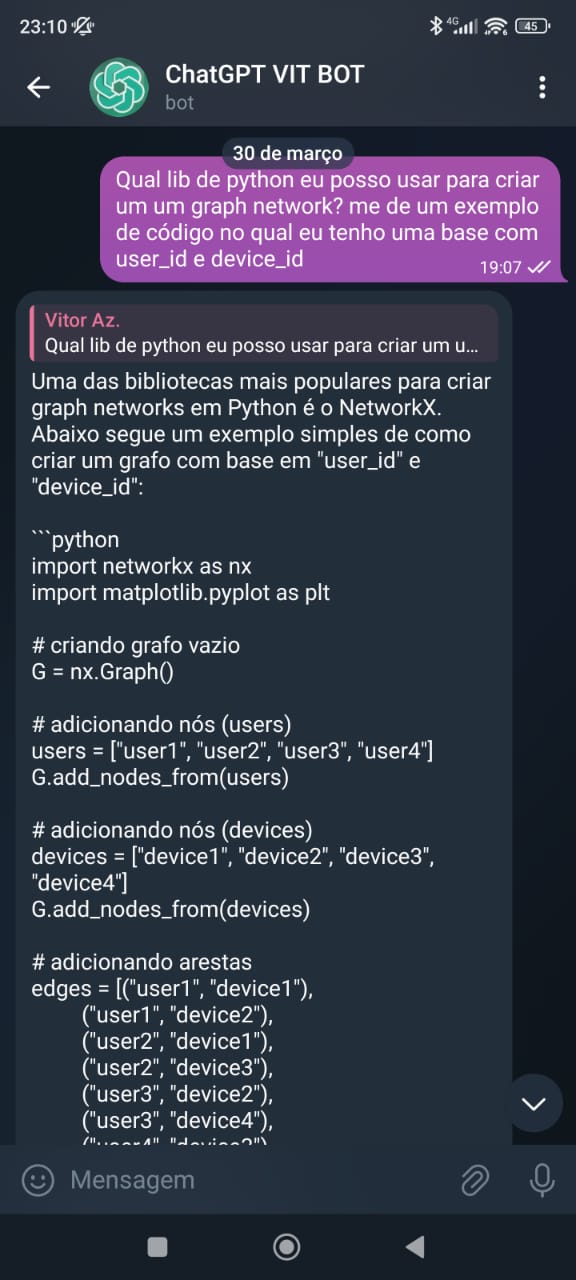 23:10
4G
45
ChatGPT VIT BOT
bot
30 de março
Qual lib de python eu posso usar para criar
um um graph network? me de um exemplo
de código no qual eu tenho uma base com
user_id e device_id
19:07
Vitor Az.
Qual lib de python eu posso usar para criar um u...
Uma das bibliotecas mais populares para criar
graph networks em Python é o NetworkX.
Abaixo segue um exemplo simples de como
criar um grafo com base em "user_id" e
"device_id":
```python
import networkx as nx
import matplotlib.pyplot as plt
# criando grafo vazio
G = nx.Graph()
# adicionando nós (users)
users = ["user1", "user2", "user3", "user4"]
G.add_nodes_from(users)
# adicionando nós (devices)
devices = ["device1", "device2", "device3",
"device4"]
G.add_nodes_from(devices)
# adicionando arestas
edges = [("user1", "device1"),
("user1", "device2"),
("user2", "device1"),
("user2", "device3"),
("user3", "device2"),
("user3", "device4"),
Mensagem